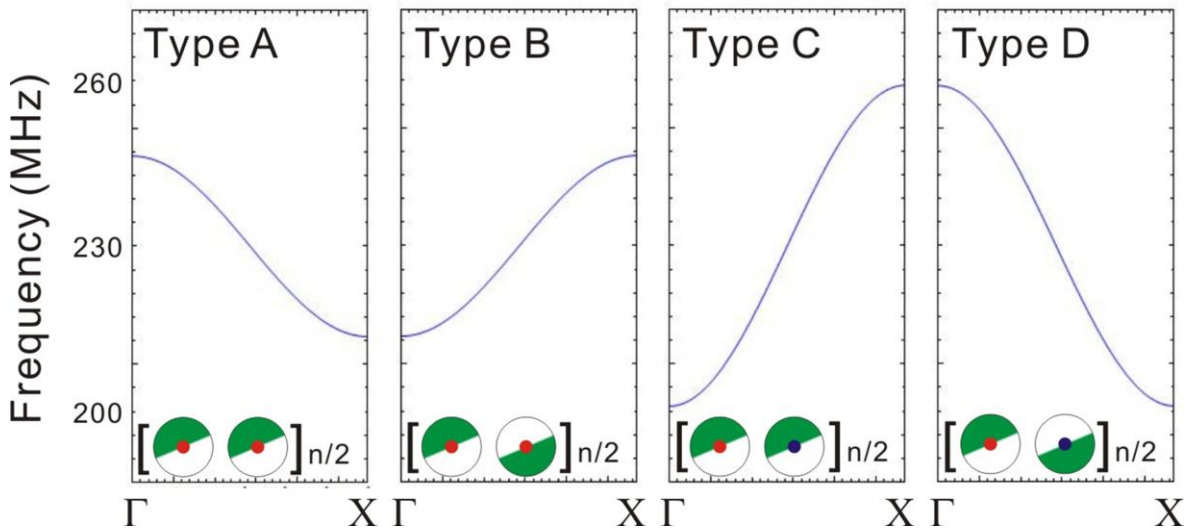 Type A
Type B
Type C
Type D
Frequency (MHz)
260
230
200
[ ] n/2
[ ] n/2
[ ] n/2
[ ] n/2
Γ X
Γ X
Γ X
Γ X